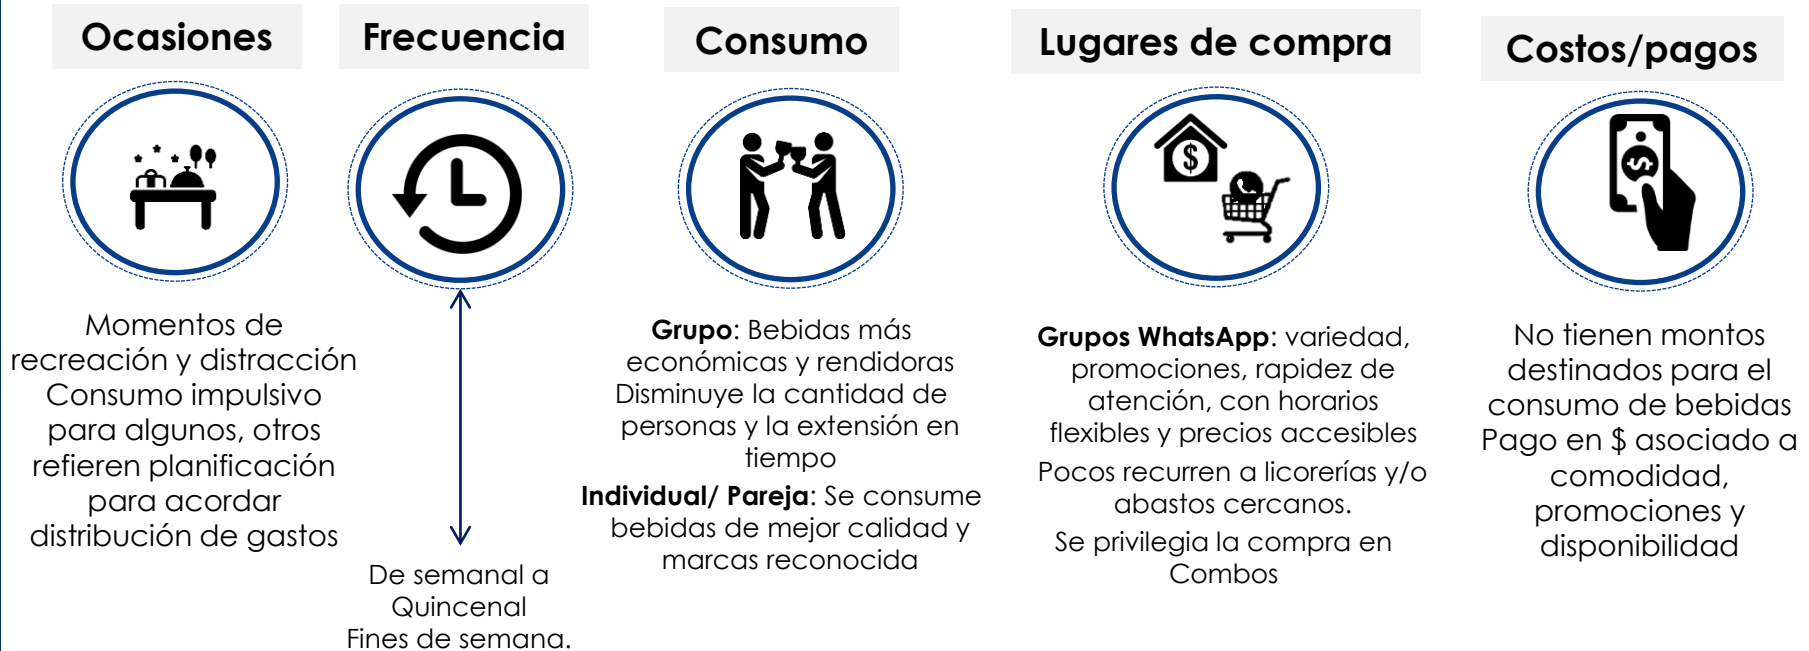 Ocasiones
Momentos de
recreación y distracción
Consumo impulsivo
para algunos, otros
refieren planificación
para acordar
distribución de gastos
Frecuencia
De semanal a
Quincenal
Fines de semana.
Consumo
Grupo: Bebidas más
económicas y rendidoras
Disminuye la cantidad de
personas y la extensión en
tiempo
Individual/ Pareja: Se consume
bebidas de mejor calidad y
marcas reconocida
Lugares de compra
$
Grupos WhatsApp: variedad,
promociones, rapidez de
atención, con horarios
flexibles y precios accesibles
Pocos recurren a licorerías y/o
abastos cercanos.
Se privilegia la compra en
Combos
Costos/pagos
$
No tienen montos
destinados para el
consumo de bebidas
Pago en $ asociado a
comodidad,
promociones y
disponibilidad